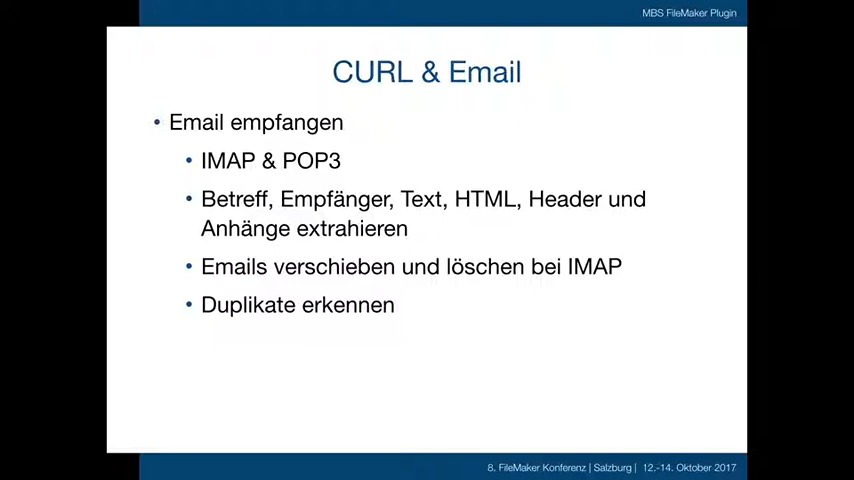 MBS FileMaker Plugin
CURL & Email
• Email empfangen
• IMAP & POP3
• Betreff, Empfänger, Text, HTML, Header und
Anhänge extrahieren
• Emails verschieben und löschen bei IMAP
• Duplikate erkennen
8. FileMaker Konferenz | Salzburg | 12.-14. Oktober 2017